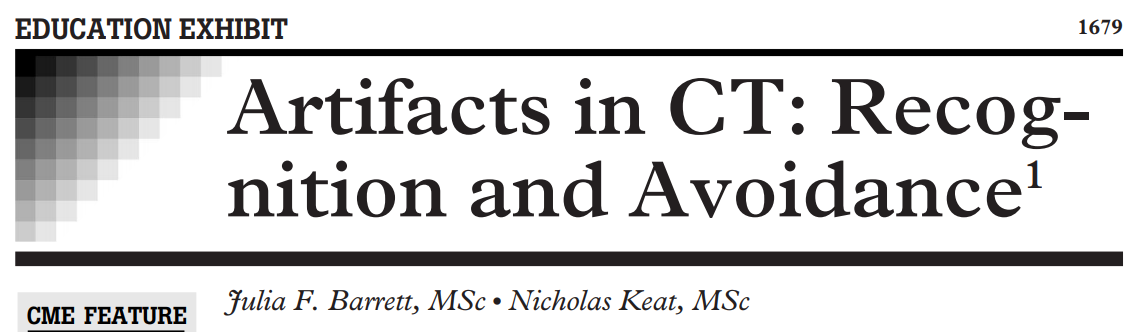 EDUCATION EXHIBIT
1679
Artifacts in CT: Recog-
nition and Avoidance¹
Julia F. Barrett, MSc • Nicholas Keat, MSc
CME FEATURE